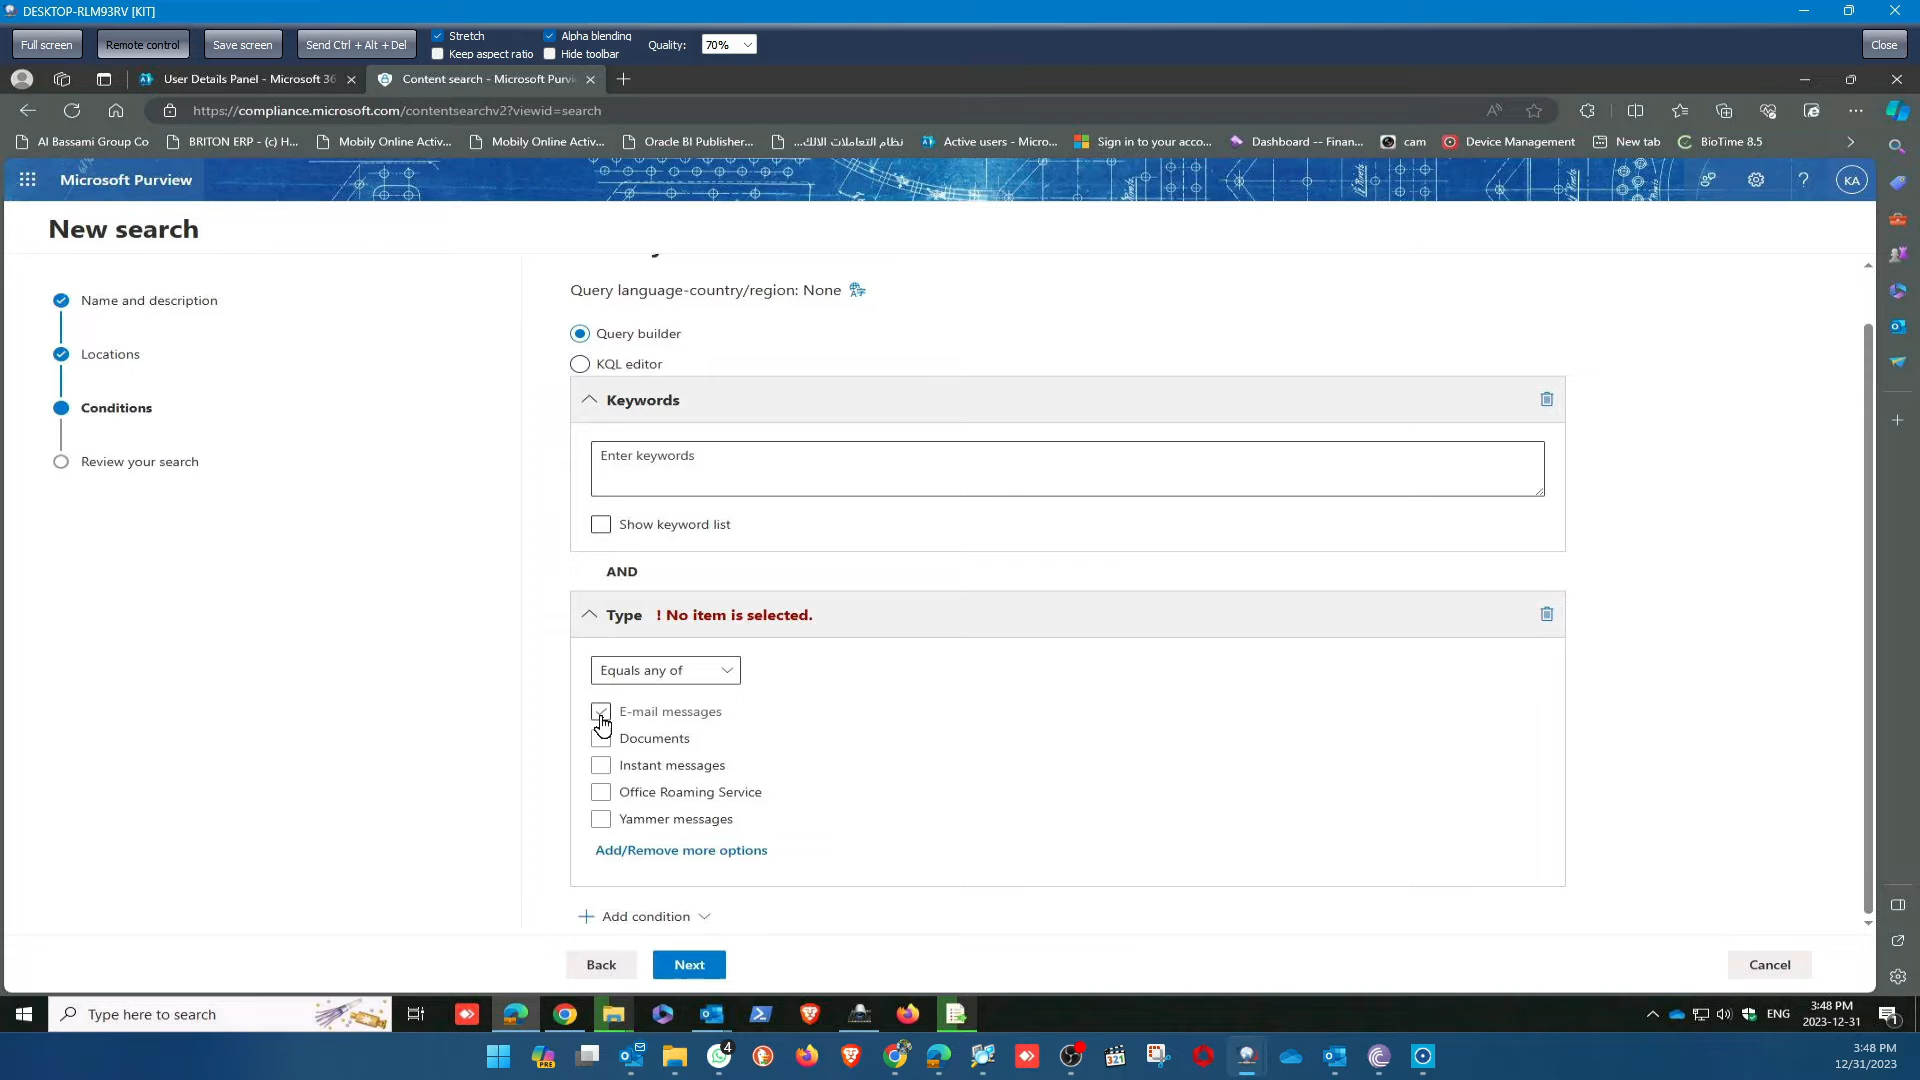 DESKTOP-RLM93RV [KIT]
Full screen
Remote control
Save screen
Send Ctrl + Alt + Del
Stretch
Keep aspect ratio
Alpha blending
Hide toolbar
Quality:
70%
Close
User Details Panel - Microsoft 36
Content search - Microsoft Purvi
https://compliance.microsoft.com/contentsearchv2?viewid=search
Al Bassami Group Co
BRITON ERP - (c) H...
Mobily Online Activ...
Mobily Online Activ...
Oracle BI Publisher...
نظام التعاملات الالك...
Active users - Micro...
Sign in to your acco...
Dashboard -- Finan...
cam
Device Management
New tab
BioTime 8.5
Microsoft Purview
KA
New search
Name and description
Locations
Conditions
Review your search
Query language-country/region: None
Query builder
KQL editor
Keywords
Enter keywords
Show keyword list
AND
Type ! No item is selected.
Equals any of
E-mail messages
Documents
Instant messages
Office Roaming Service
Yammer messages
Add/Remove more options
Add condition
Back
Next
Cancel
Type here to search
ENG
3:48 PM
2023-12-31
1
PRE
4
321
3:48 PM
12/31/2023